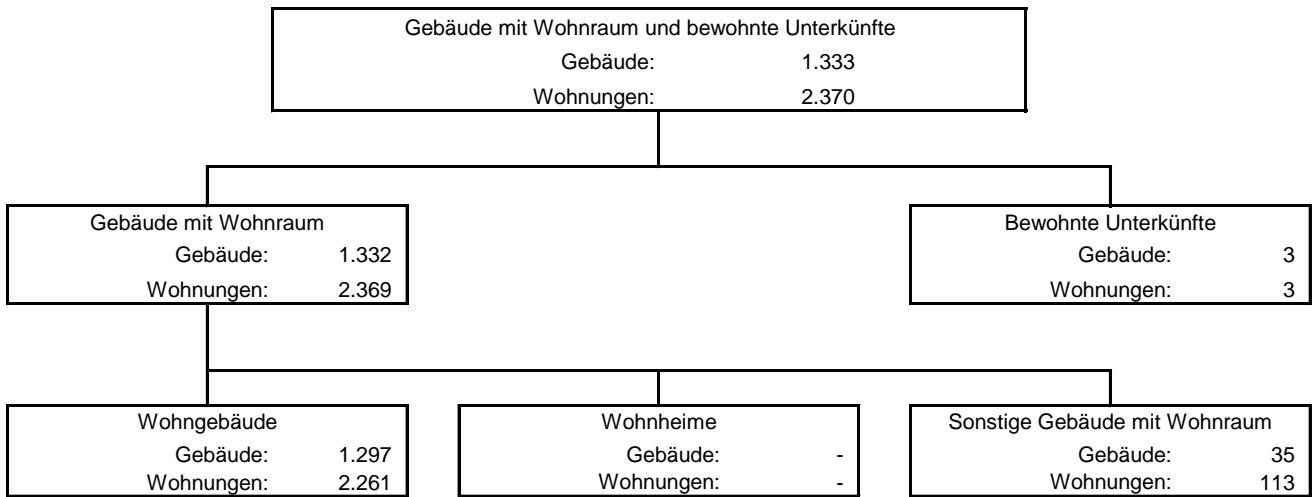 Gebäude mit Wohnraum und bewohnte Unterkünfte
Gebäude: 1.333
Wohnungen: 2.370
Gebäude mit Wohnraum
Gebäude: 1.332
Wohnungen: 2.369
Bewohnte Unterkünfte
Gebäude: 3
Wohnungen: 3
Wohngebäude
Gebäude: 1.297
Wohnungen: 2.261
Wohnheime
Gebäude: -
Wohnungen: -
Sonstige Gebäude mit Wohnraum
Gebäude: 35
Wohnungen: 113